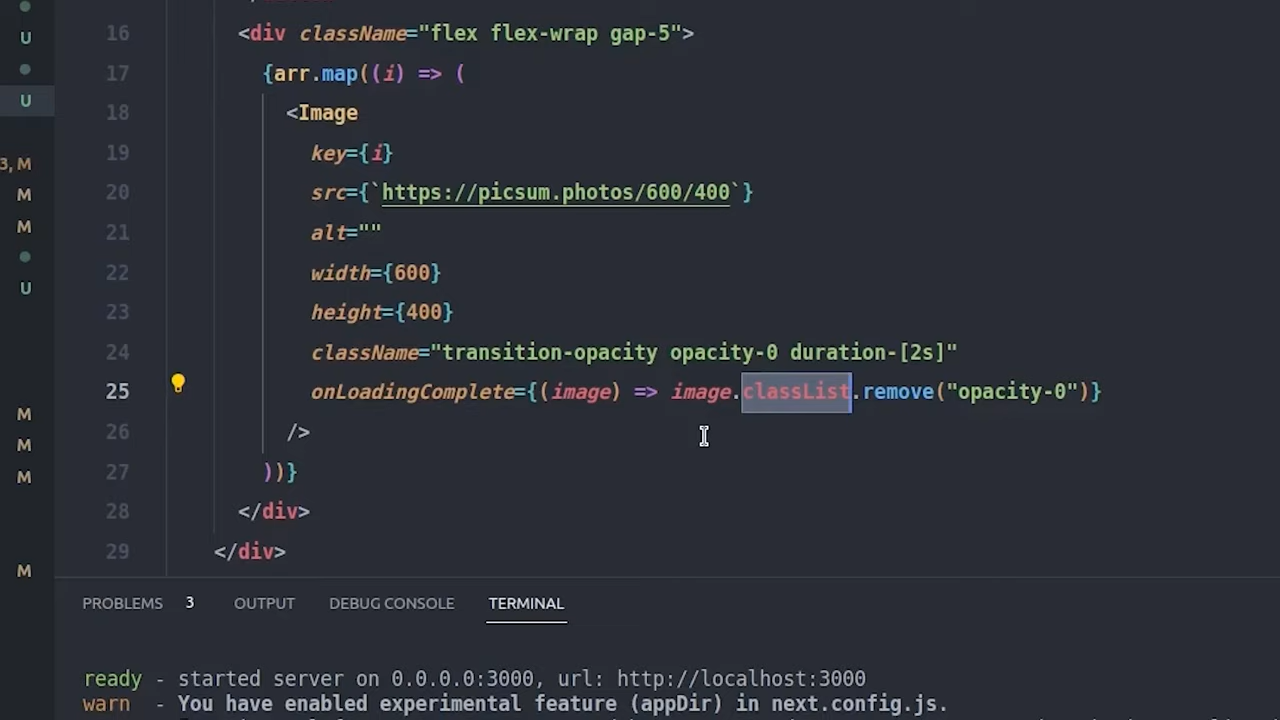 U
16 <div className="flex flex-wrap gap-5">
17 {arr.map((i) => (
U
18 <Image
19 key={i}
3, M
20 src={`https://picsum.photos/600/400`}
M
21 alt=""
M
22 width={600}
U
23 height={400}
24 className="transition-opacity opacity-0 duration-[2s]"
25 onLoadingComplete={(image) => image.classList.remove("opacity-0")}
M
26 />
M
27 ))}
M
28 </div>
29 </div>
M
PROBLEMS 3 OUTPUT DEBUG CONSOLE TERMINAL
ready - started server on 0.0.0.0:3000, url: http://localhost:3000
warn - You have enabled experimental feature (appDir) in next.config.js.